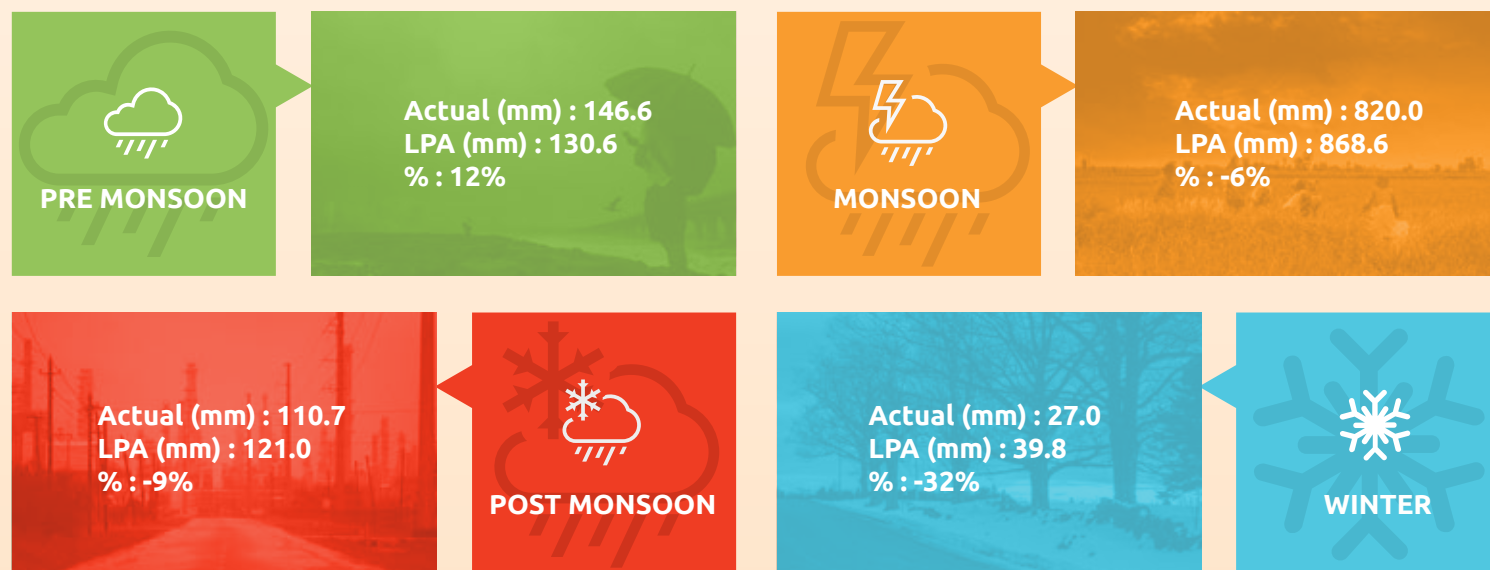 PRE MONSOON
Actual (mm) : 146.6
LPA (mm) : 130.6
% : 12%
MONSOON
Actual (mm) : 820.0
LPA (mm) : 868.6
% : -6%
Actual (mm) : 110.7
LPA (mm) : 121.0
% : -9%
POST MONSOON
Actual (mm) : 27.0
LPA (mm) : 39.8
% : -32%
WINTER